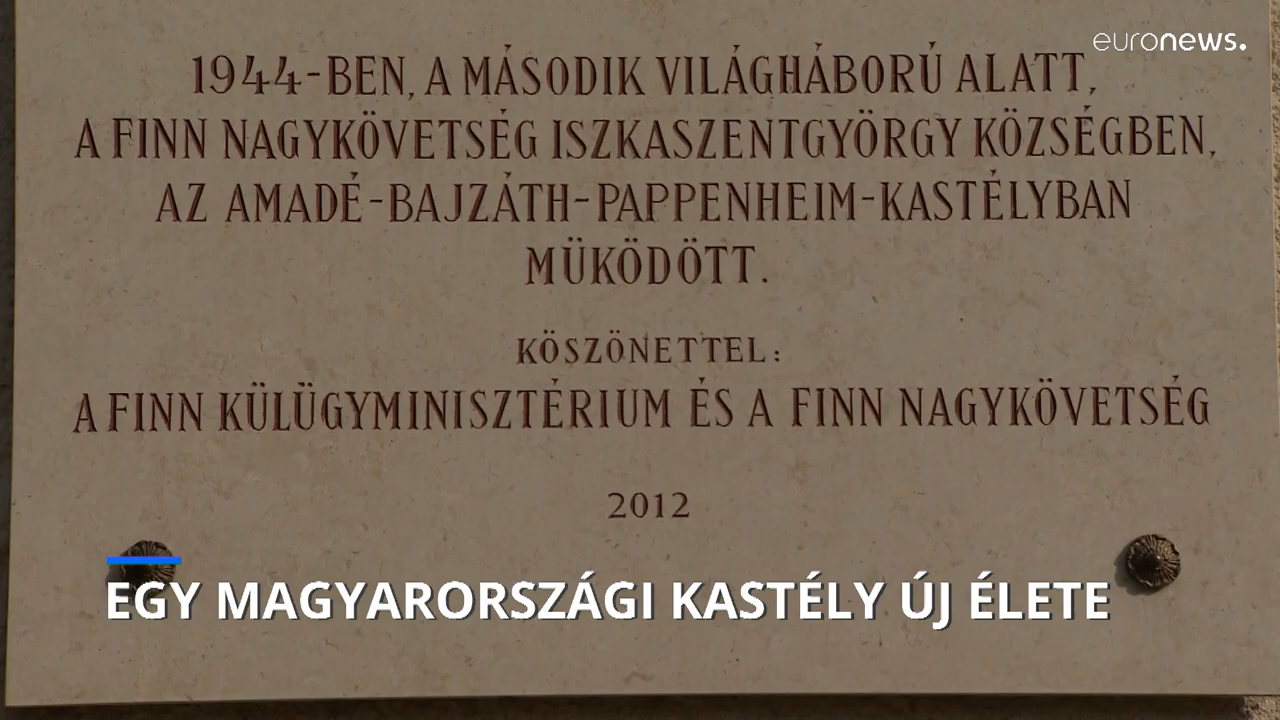 euronews.
1944-BEN, A MÁSODIK VILÁGHÁBORÚ ALATT,
A FINN NAGYKÖVETSÉG ISZKASZENTGYÖRGY KÖZSÉGBEN,
AZ AMADÉ-BAJZÁTH-PAPPENHEIM-KASTÉLYBAN
MÜKÖDÖTT.
KÖSZÖNETTEL:
A FINN KÜLÜGYMINISZTÉRIUM ÉS A FINN NAGYKÖVETSÉG
2012
EGY MAGYARORSZÁGI KASTÉLY ÚJ ÉLETE